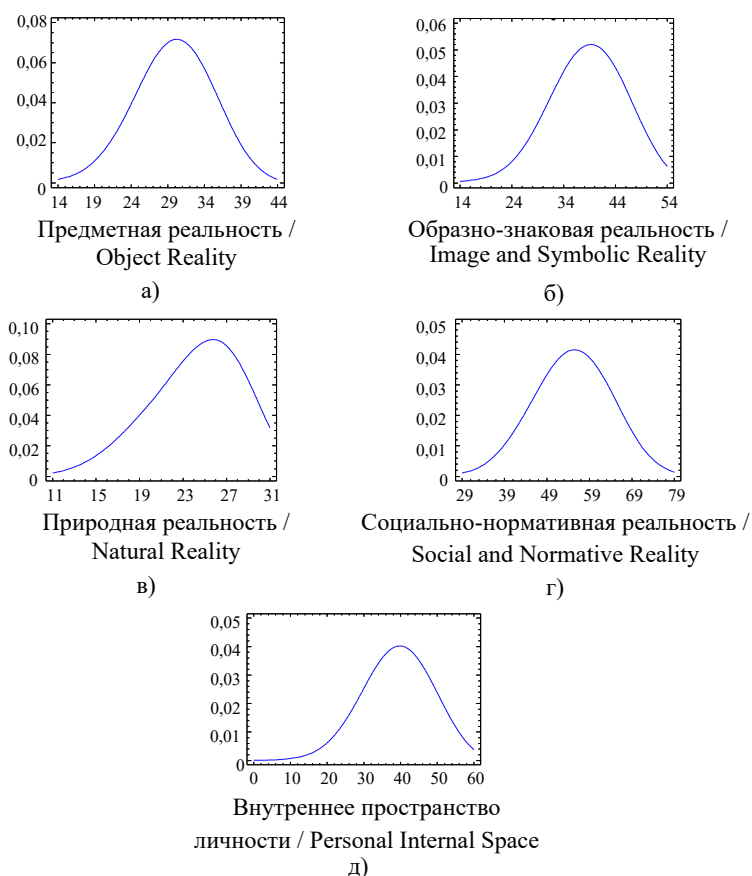 0,08
0,06
0,04
0,02
0
14 19 24 29 34 39 44
Предметная реальность /
Object Reality
а)
0,06
0,05
0,04
0,03
0,02
0,01
0
14 24 34 44 54
Образно-знаковая реальность /
Image and Symbolic Reality
б)
0,10
0,08
0,06
0,04
0,02
0
11 15 19 23 27 31
Природная реальность /
Natural Reality
в)
0,05
0,04
0,03
0,02
0,01
0
29 39 49 59 69 79
Социально-нормативная реальность /
Social and Normative Reality
г)
0,05
0,04
0,03
0,02
0,01
0
0 10 20 30 40 50 60
Внутреннее пространство
личности / Personal Internal Space
д)